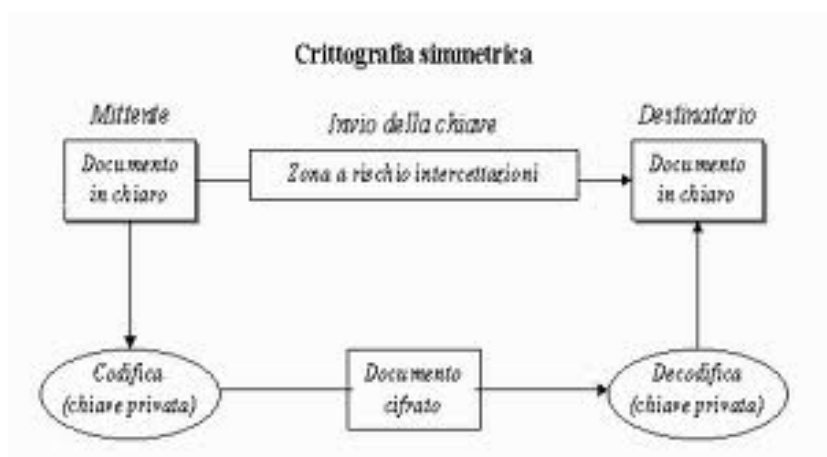 Crittografia simmetrica
Mittente
Invio della chiave
Destinatario
Documento
in chiaro
Zona a rischio intercettazioni
Documento
in chiaro
Codifica
(chiave privata)
Documento
cifrato
Decodifica
(chiave privata)